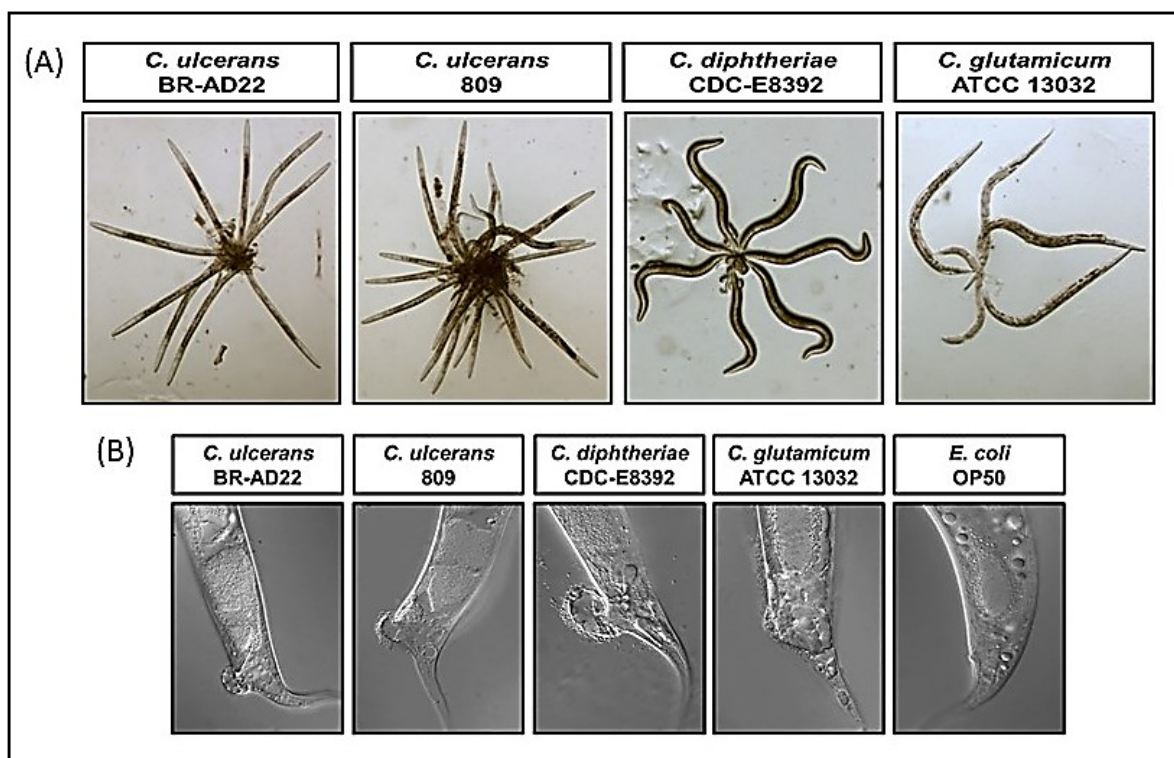 (A)
C. ulcerans
BR-AD22
C. ulcerans
809
C. diphtheriae
CDC-E8392
C. glutamicum
ATCC 13032
(B)
C. ulcerans
BR-AD22
C. ulcerans
809
C. diphtheriae
CDC-E8392
C. glutamicum
ATCC 13032
E. coli
OP50